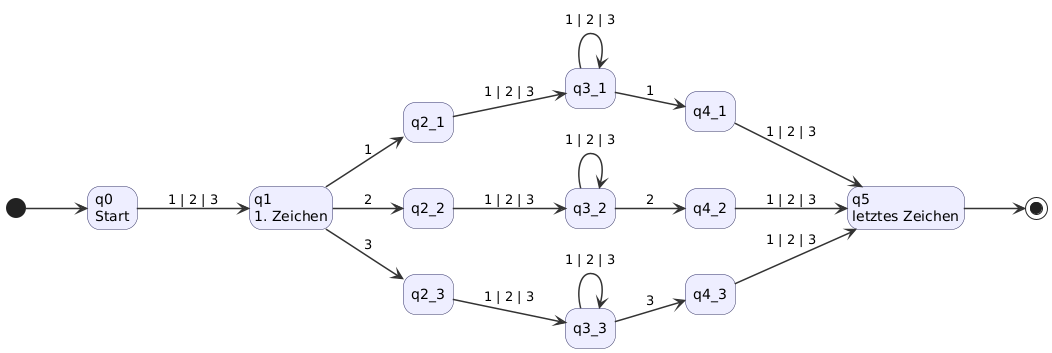 1 | 2 | 3
1 | 2 | 3
q3_1
1
q4_1
1 | 2 | 3
q2_1
1
1 | 2 | 3
q0
Start
1 | 2 | 3
q1
1. Zeichen
2
q2_2
1 | 2 | 3
q3_2
2
q4_2
1 | 2 | 3
q5
letztes Zeichen
3
1 | 2 | 3
1 | 2 | 3
q2_3
1 | 2 | 3
q3_3
3
q4_3